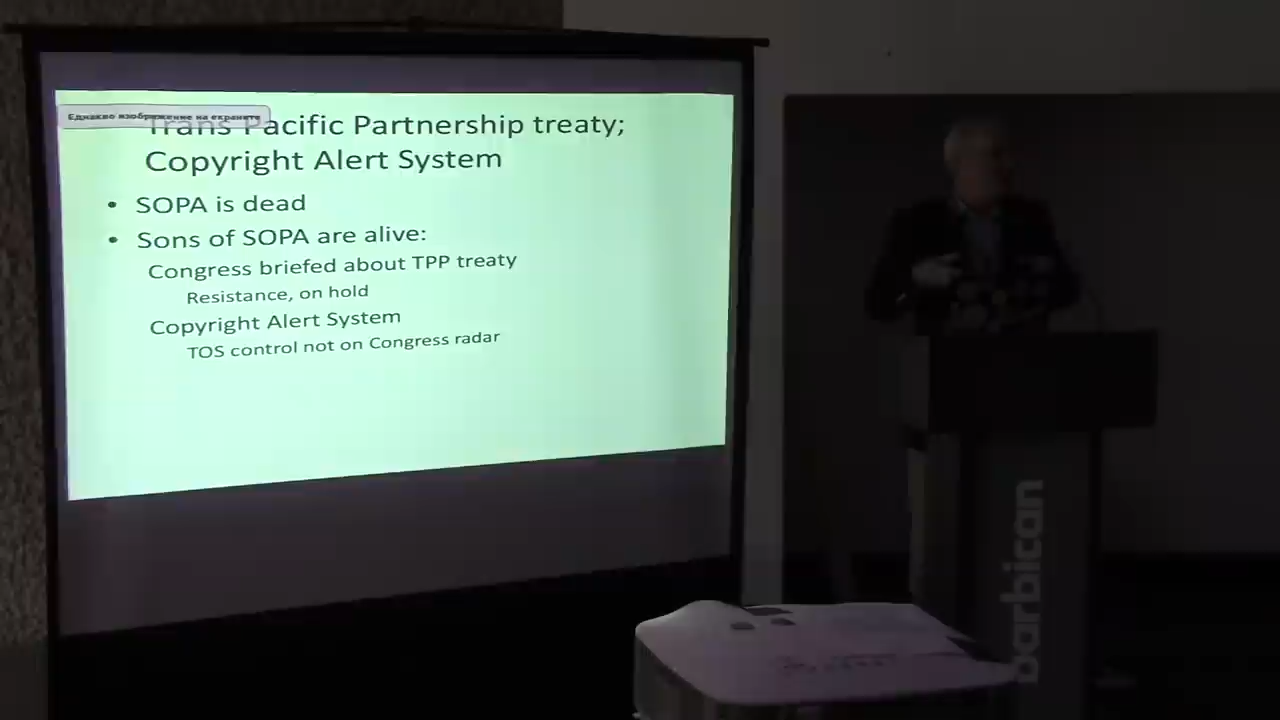 Еднакво изображение на екраните
Trans Pacific Partnership treaty;
Copyright Alert System
• SOPA is dead
• Sons of SOPA are alive:
Congress briefed about TPP treaty
Resistance, on hold
Copyright Alert System
TOS control not on Congress radar
barbican